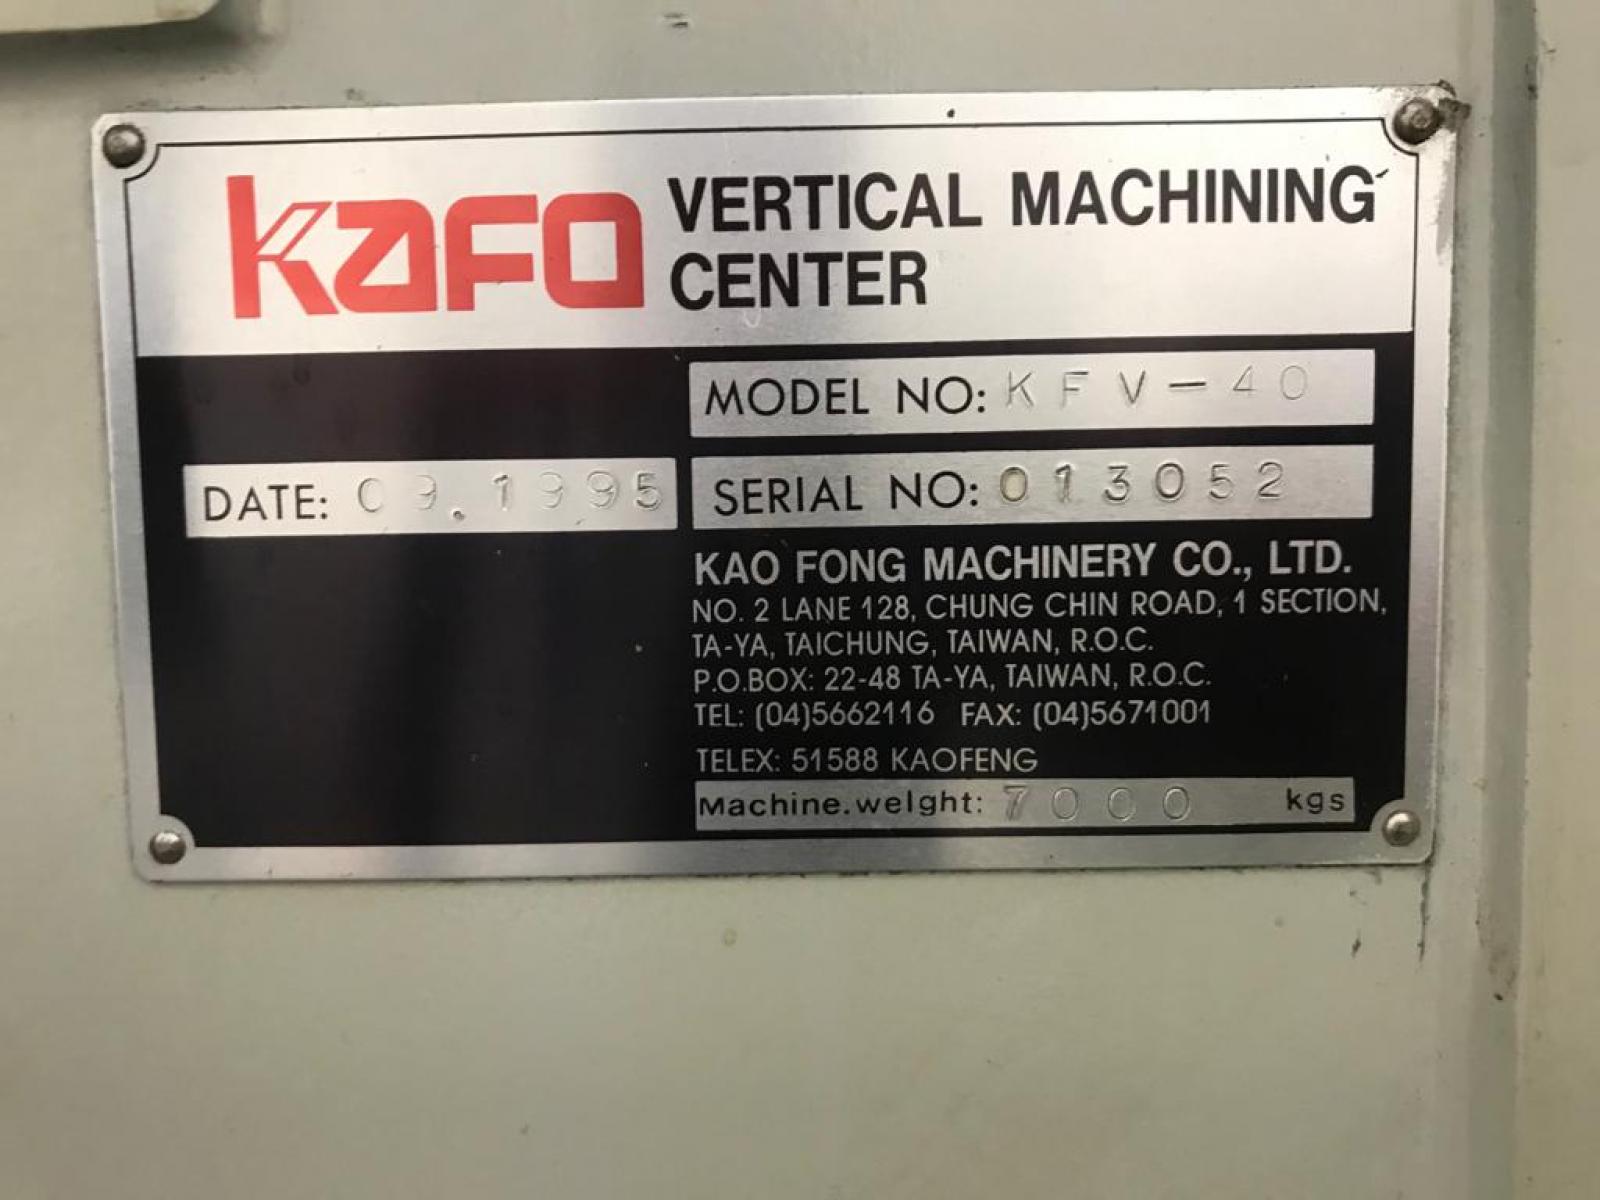 KAFO VERTICAL MACHINING
CENTER
MODEL NO: KFV-40
DATE: 09.1995 SERIAL NO: 013052
KAO FONG MACHINERY CO., LTD.
NO. 2 LANE 128, CHUNG CHIN ROAD, 1 SECTION,
TA-YA, TAICHUNG, TAIWAN, R.O.C.
P.O.BOX: 22-48 TA-YA, TAIWAN, R.O.C.
TEL: (04)5662116 FAX: (04)5671001
TELEX: 51588 KAOFENG
Machine.weight: 7000 kgs